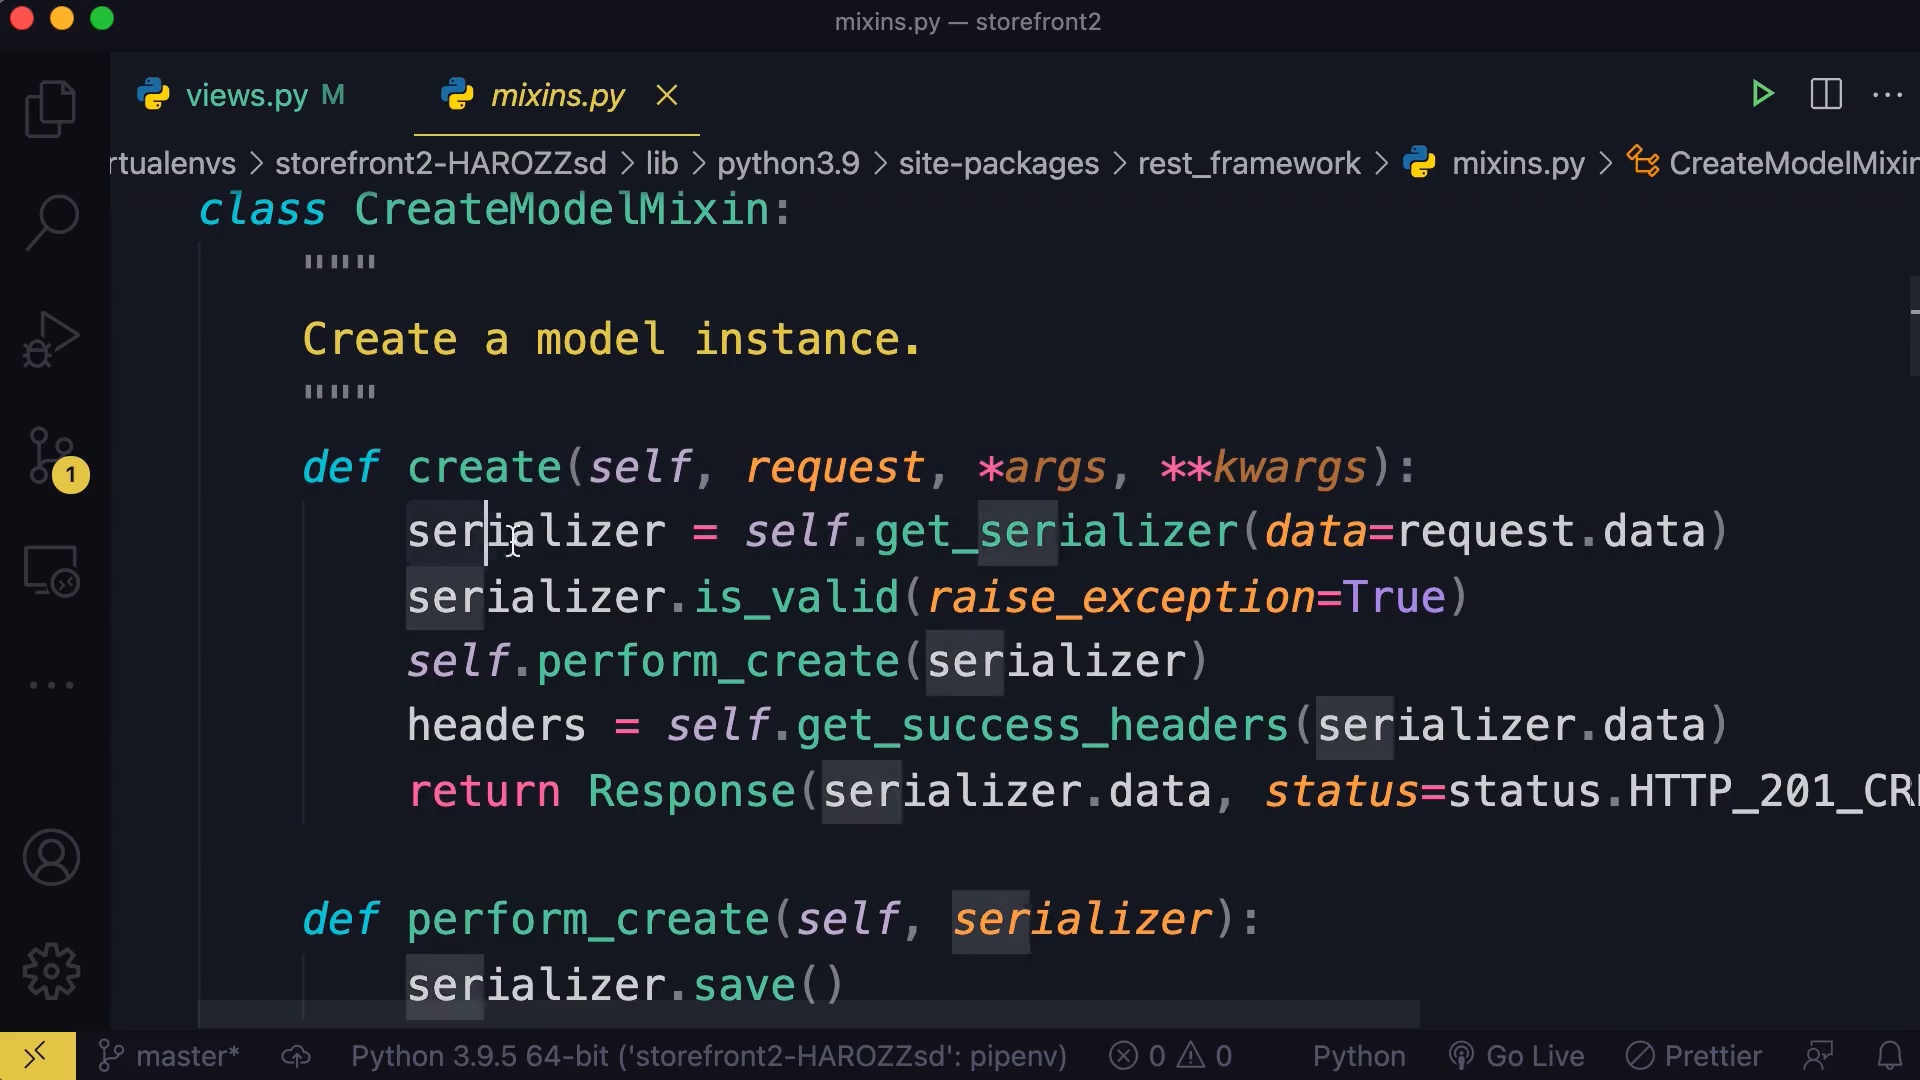 mixins.py — storefront2
views.py M mixins.py
rtualenvs > storefront2-HAROZZsd > lib > python3.9 > site-packages > rest_framework > mixins.py > CreateModelMixin
class CreateModelMixin:
"""
Create a model instance.
"""
def create(self, request, *args, **kwargs):
serializer = self.get_serializer(data=request.data)
serializer.is_valid(raise_exception=True)
self.perform_create(serializer)
headers = self.get_success_headers(serializer.data)
return Response(serializer.data, status=status.HTTP_201_CR
1
def perform_create(self, serializer):
serializer.save()
master* Python 3.9.5 64-bit ('storefront2-HAROZZsd': pipenv) 0 0 Python Go Live Prettier